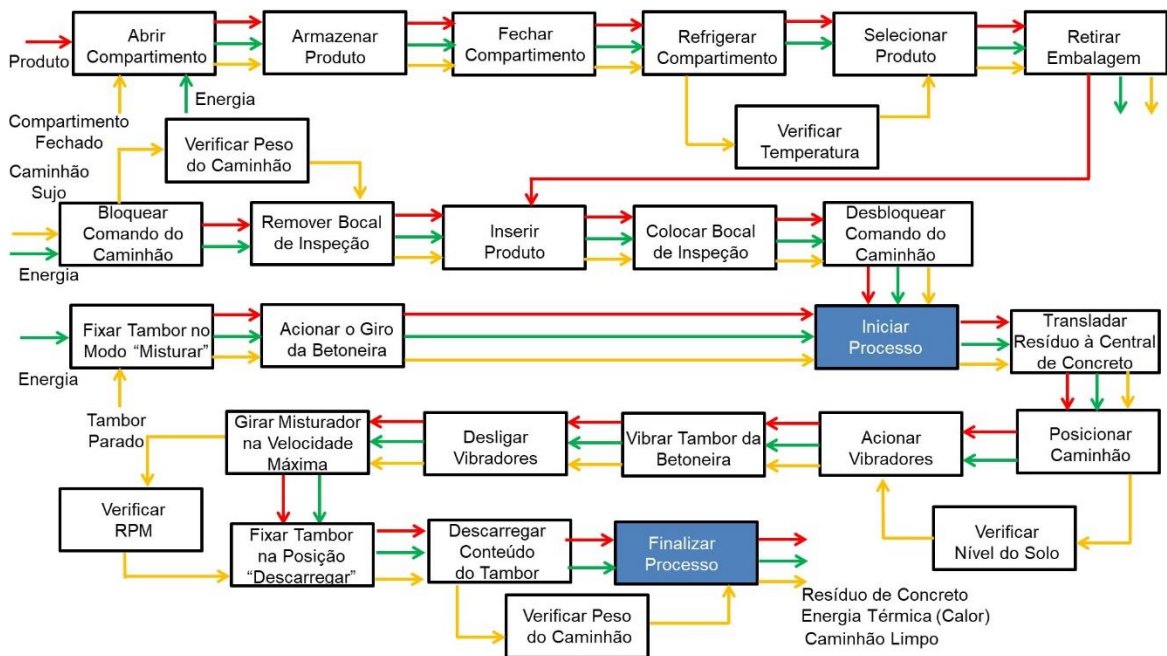 Produto
Abrir
Compartimento
Armazenar
Produto
Fechar
Compartimento
Refrigerar
Compartimento
Selecionar
Produto
Retirar
Embalagem
Energia
Compartimento
Fechado
Verificar Peso
do Caminhão
Verificar
Temperatura
Caminhão
Sujo
Bloquear
Comando do
Caminhão
Energia
Remover Bocal
de Inspeção
Inserir
Produto
Colocar Bocal
de Inspeção
Desbloquear
Comando do
Caminhão
Fixar Tambor no
Modo “Misturar”
Energia
Acionar o Giro
da Betoneira
Iniciar
Processo
Transladar
Resíduo à Central
de Concreto
Tambor
Parado
Girar Misturador
na Velocidade
Máxima
Desligar
Vibradores
Vibrar Tambor da
Betoneira
Acionar
Vibradores
Posicionar
Caminhão
Verificar
RPM
Fixar Tambor
na Posição
“Descarregar”
Descarregar
Conteúdo
do Tambor
Finalizar
Processo
Verificar
Nível do Solo
Verificar Peso
do Caminhão
Resíduo de Concreto
Energia Térmica (Calor)
Caminhão Limpo